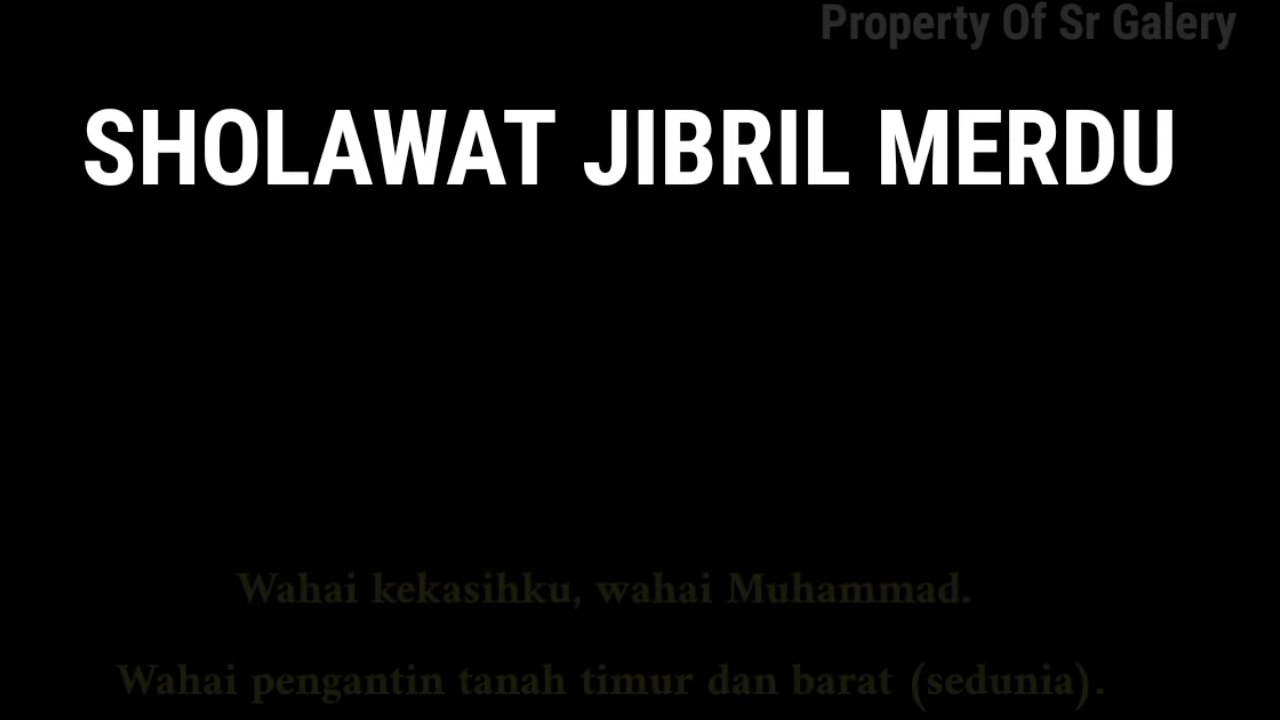 Property Of Sr Galery
SHOLAWAT JIBRIL MERDU
Wahai kekasihku, wahai Muhammad.
Wahai pengantin tanah timur dan barat (sedunia).